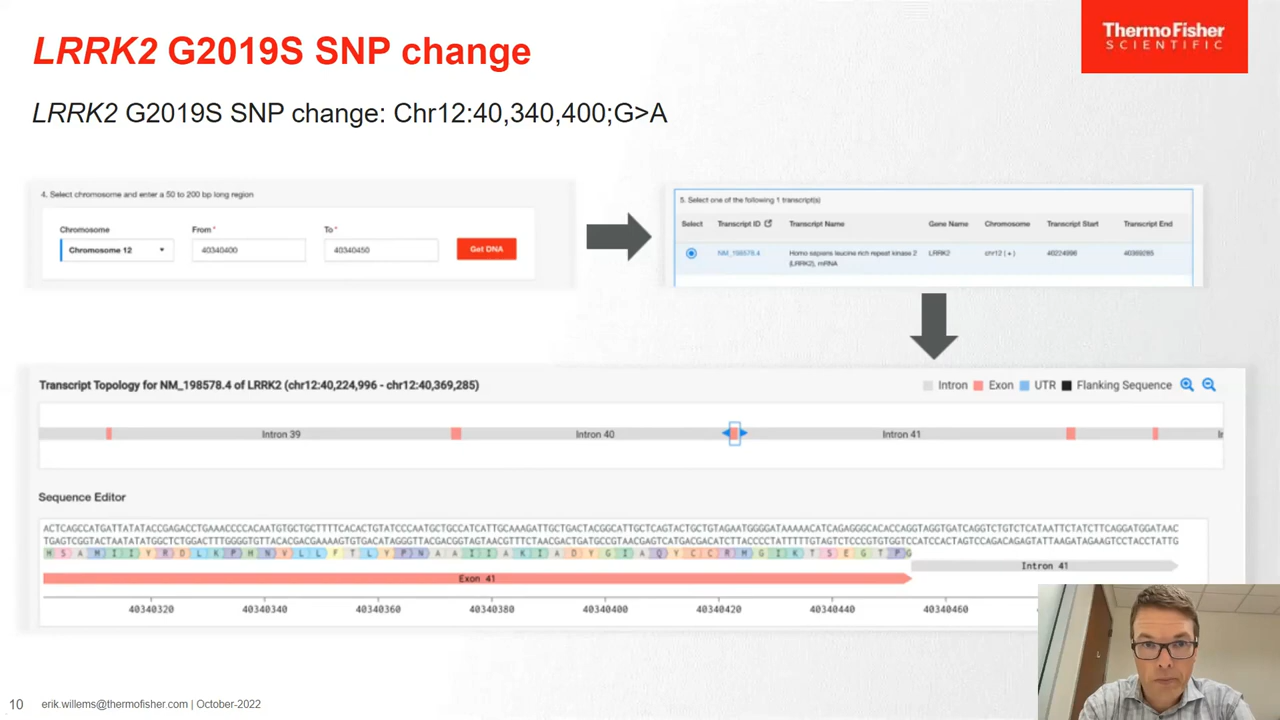 LRRK2 G2019S SNP change
ThermoFisher
SCIENTIFIC
LRRK2 G2019S SNP change: Chr12:40,340,400;G>A
4. Select chromosome and enter a 50 to 200 bp long region
Chromosome From* To*
Chromosome 12 40340400 40340450 Get DNA
5. Select one of the following 1 transcript(s)
Select Transcript ID Transcript Name Gene Name Chromosome Transcript Start Transcript End
NM_198578.4 Homo sapiens leucine rich repeat kinase 2 LRRK2 chr12 (+) 40224996 40369285
(LRRK2), mRNA
Transcript Topology for NM_198578.4 of LRRK2 (chr12:40,224,996 - chr12:40,369,285)
Intron Exon UTR Flanking Sequence
Intron 39 Intron 40 Intron 41
Sequence Editor
H S A M I I Y R D L K P H N V L L F T L Y P N A A I I A K I A D Y G I A Q Y C C R M G I K T S E G T P G
Intron 41
Exon 41
40340320 40340340 40340360 40340380 40340400 40340420 40340440 40340460
10 erik.willems@thermofisher.com | October-2022